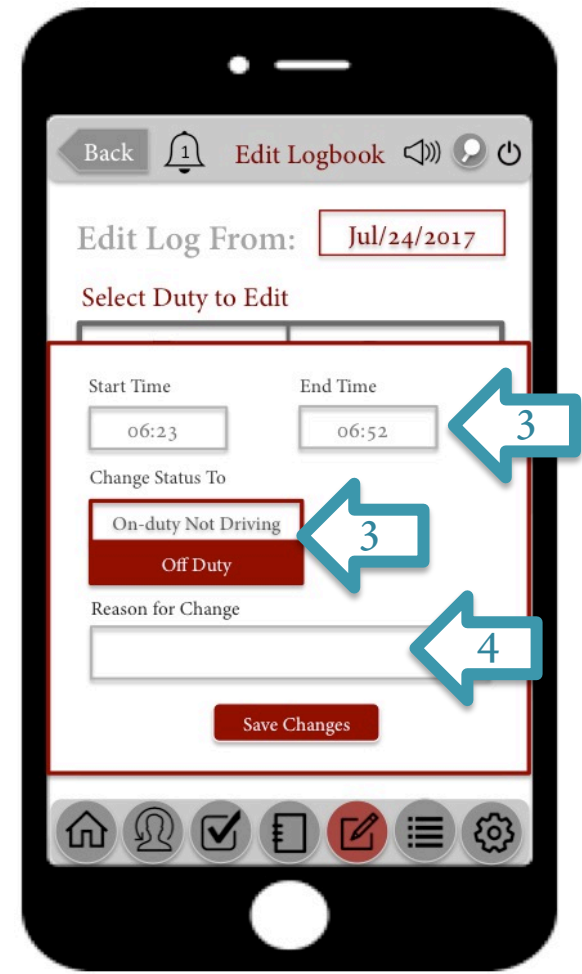 Back 1 Edit Logbook
Edit Log From: Jul/24/2017
Select Duty to Edit
Start Time End Time
06:23 06:52 3
Change Status To
On-duty Not Driving 3
Off Duty
Reason for Change
4
Save Changes